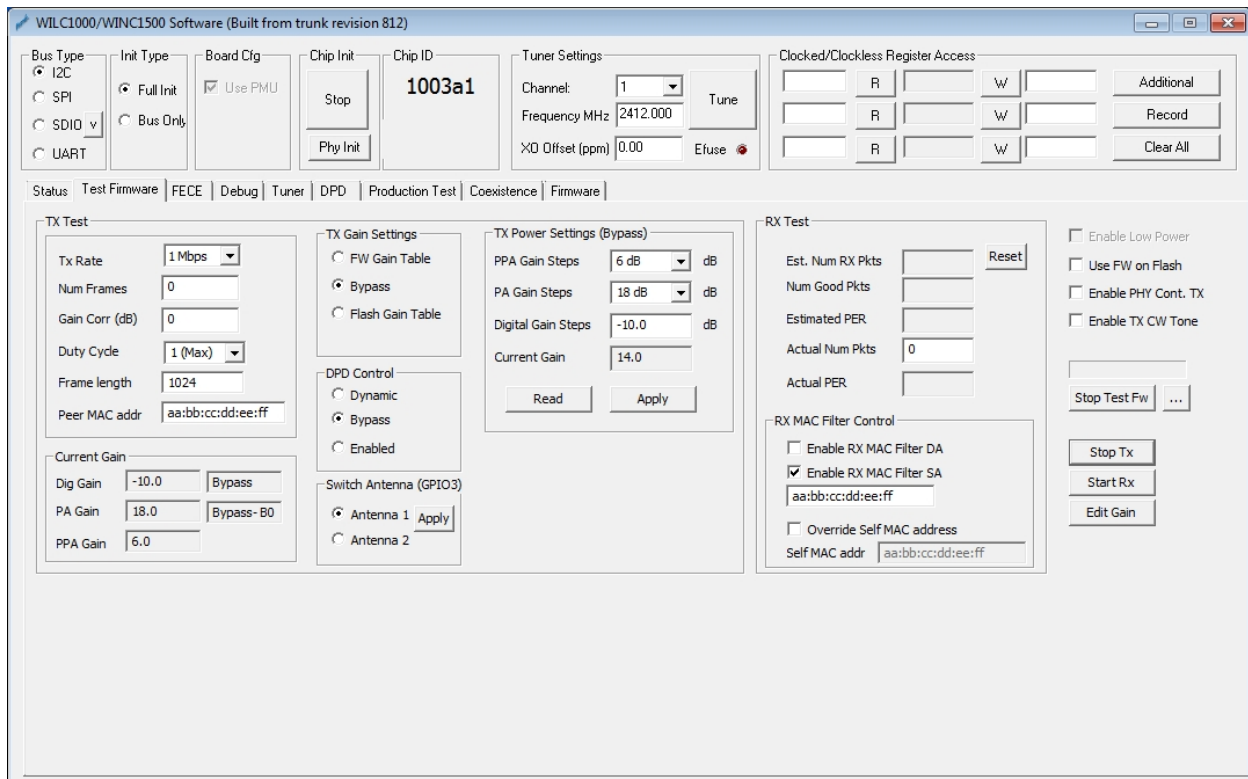 WILC1000/WINC1500 Software (Built from trunk revision 812)
Bus Type
I2C
SPI
SDIO v
UART
Init Type
Full Init
Bus Only
Board Cfg
Use PMU
Chip Init
Stop
Phy Init
Chip ID
1003a1
Tuner Settings
Channel: 1
Frequency MHz 2412.000
XO Offset (ppm) 0.00
Tune
Efuse
Clocked/Clockless Register Access
R W Additional
R W Record
R W Clear All
Status Test Firmware FECE Debug Tuner DPD Production Test Coexistence Firmware
TX Test
Tx Rate 1 Mbps
Num Frames 0
Gain Corr (dB) 0
Duty Cycle 1 (Max)
Frame length 1024
Peer MAC addr aa:bb:cc:dd:ee:ff
Current Gain
Dig Gain -10.0 Bypass
PA Gain 18.0 Bypass- B0
PPA Gain 6.0
TX Gain Settings
FW Gain Table
Bypass
Flash Gain Table
DPD Control
Dynamic
Bypass
Enabled
Switch Antenna (GPIO3)
Antenna 1 Apply
Antenna 2
TX Power Settings (Bypass)
PPA Gain Steps 6 dB dB
PA Gain Steps 18 dB dB
Digital Gain Steps -10.0 dB
Current Gain 14.0
Read Apply
RX Test
Est. Num RX Pkts Reset
Num Good Pkts
Estimated PER
Actual Num Pkts 0
Actual PER
RX MAC Filter Control
Enable RX MAC Filter DA
Enable RX MAC Filter SA
aa:bb:cc:dd:ee:ff
Override Self MAC address
Self MAC addr aa:bb:cc:dd:ee:ff
Enable Low Power
Use FW on Flash
Enable PHY Cont. TX
Enable TX CW Tone
Stop Test Fw ...
Stop Tx
Start Rx
Edit Gain